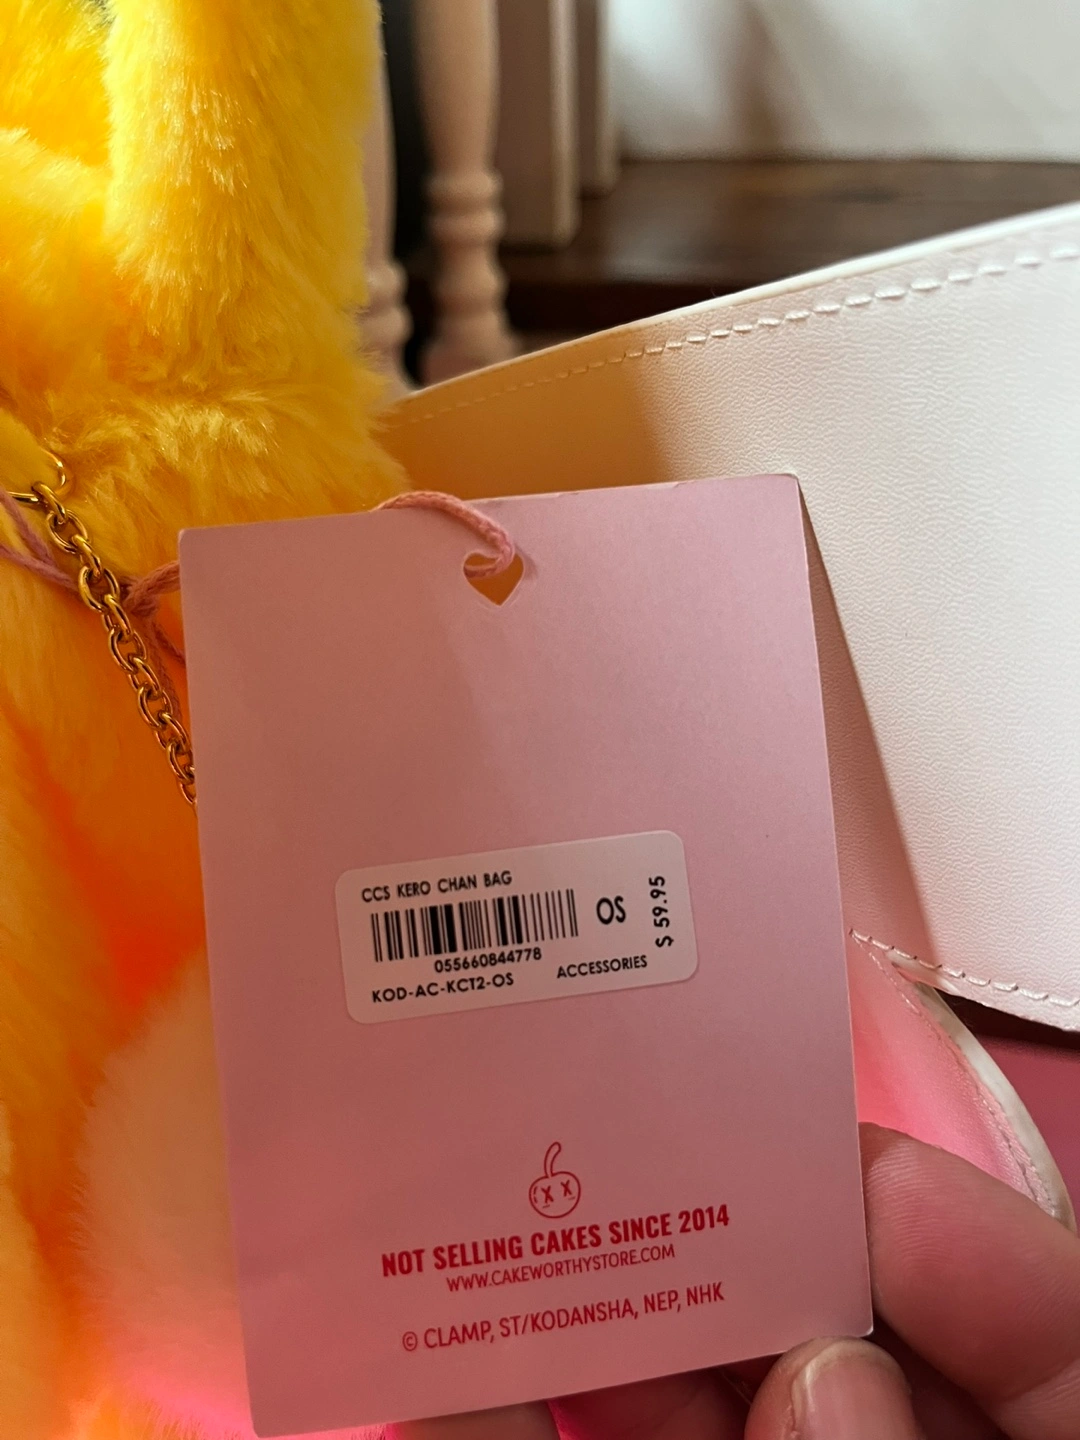 CCS KERO CHAN BAG
OS
$ 59.95
055660844778
KOD-AC-KCT2-OS
ACCESSORIES
NOT SELLING CAKES SINCE 2014
WWW.CAKEWORTHYSTORE.COM
© CLAMP, ST/KODANSHA, NEP, NHK